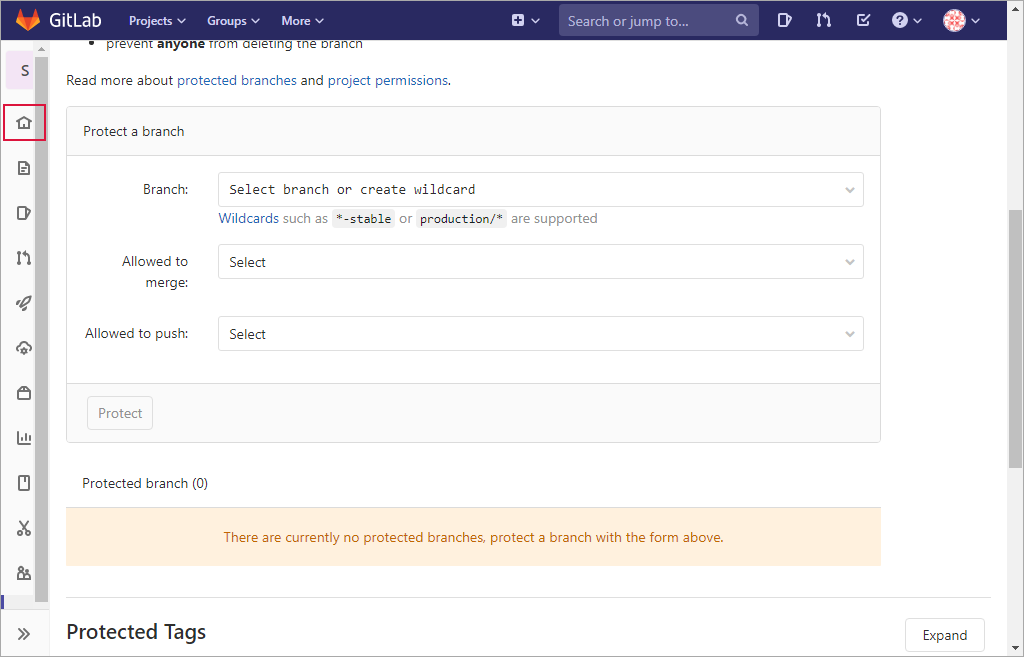 GitLab Projects Groups More Search or jump to...
S
prevent anyone from deleting the branch
Read more about protected branches and project permissions.
Protect a branch
Branch: Select branch or create wildcard
Wildcards such as *-stable or production/* are supported
Allowed to
merge: Select
Allowed to push: Select
Protect
Protected branch (0)
There are currently no protected branches, protect a branch with the form above.
Protected Tags Expand